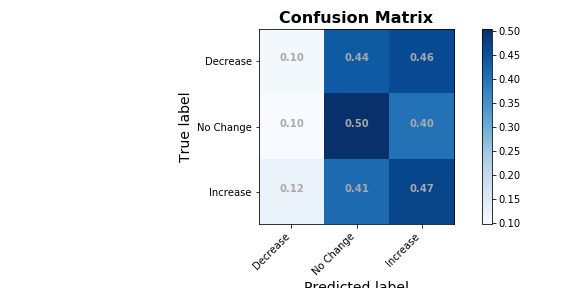 Confusion Matrix
True label
Decrease 0.10 0.44 0.46
No Change 0.10 0.50 0.40
Increase 0.12 0.41 0.47
Decrease No Change Increase
Predicted label
0.50
0.45
0.40
0.35
0.30
0.25
0.20
0.15
0.10